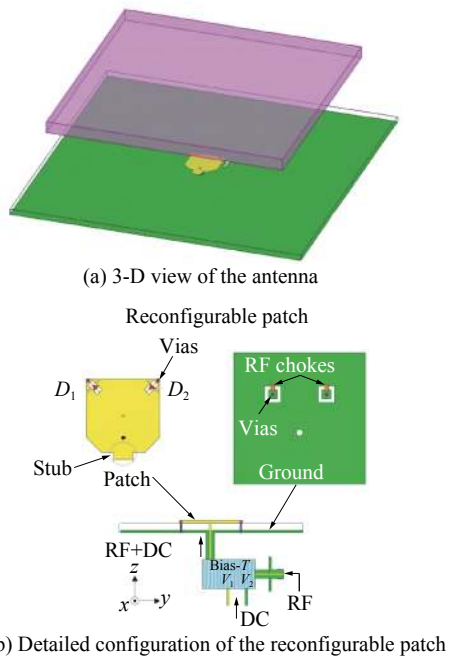 (a) 3-D view of the antenna
Reconfigurable patch
Vias
D1
D2
RF chokes
Vias
Stub
Patch
Ground
RF+DC
Bias-T
V1 V2
z
x
y
DC
RF
b) Detailed configuration of the reconfigurable patch